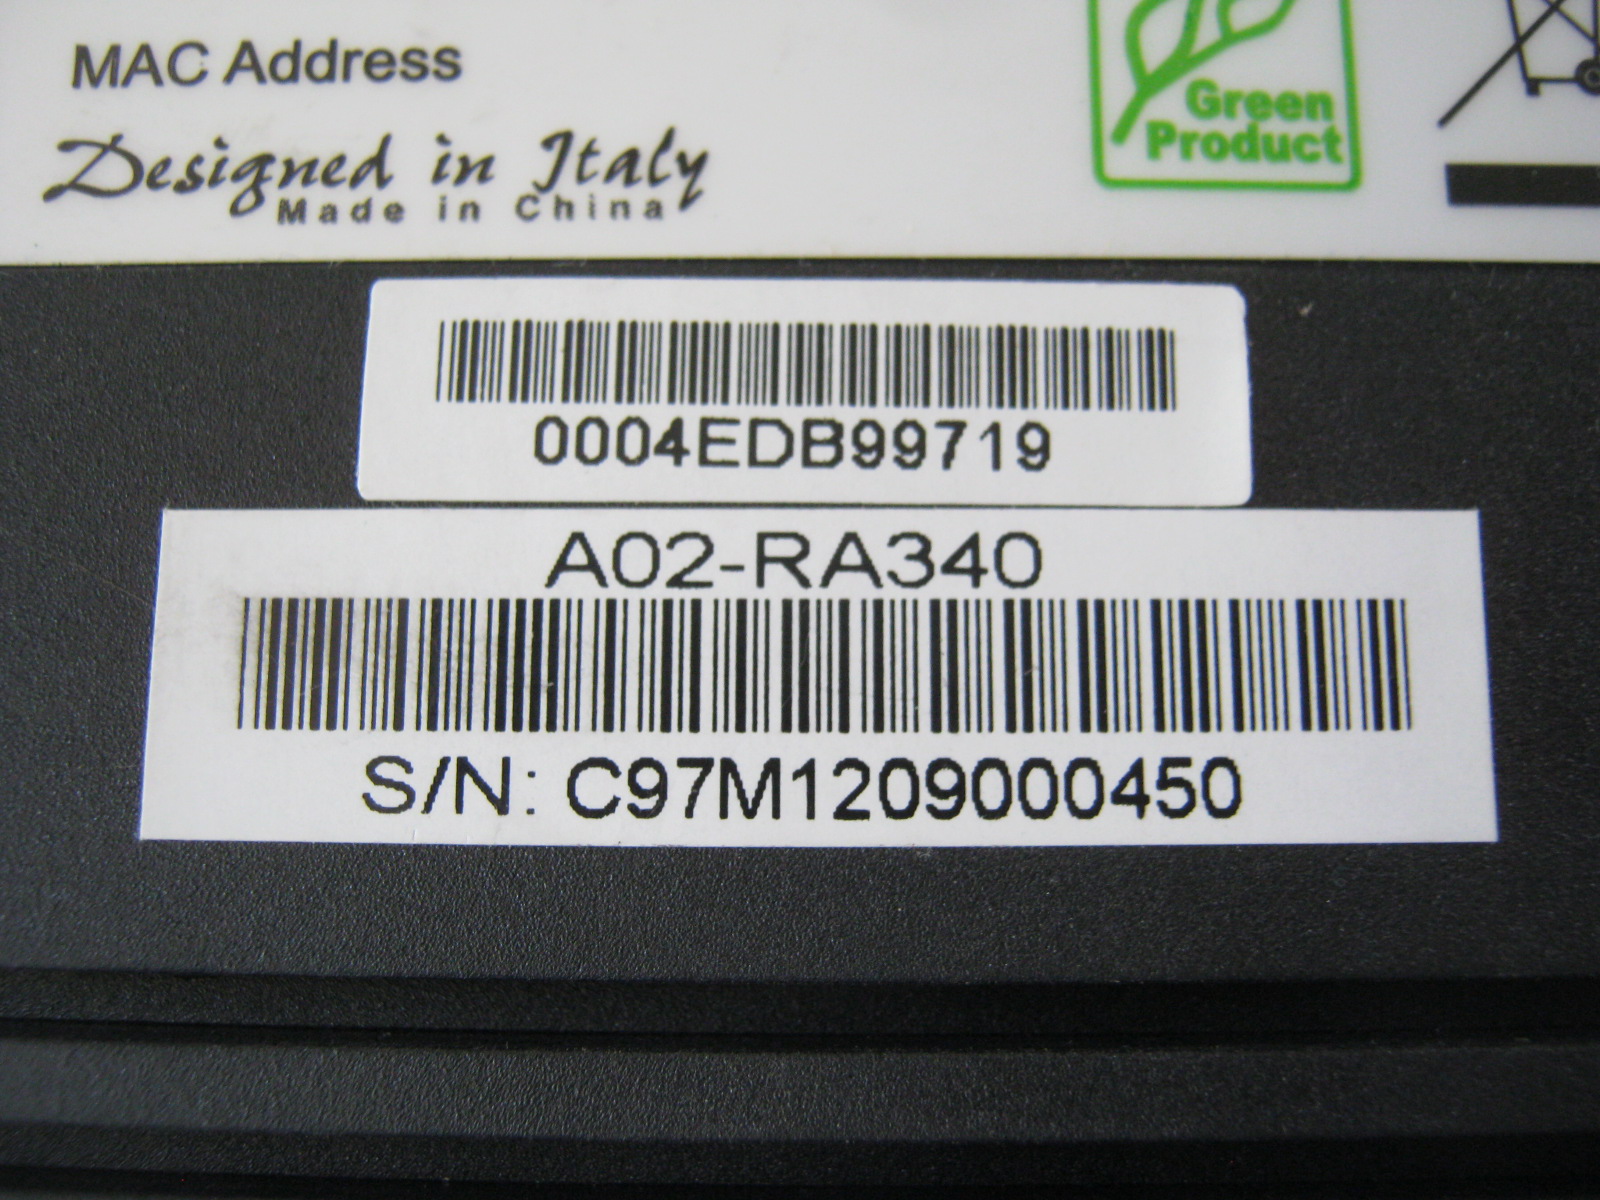 MAC Address
Designed in Italy
Made in China
Green
Product
0004EDB99719
A02-RA340
S/N: C97M1209000450